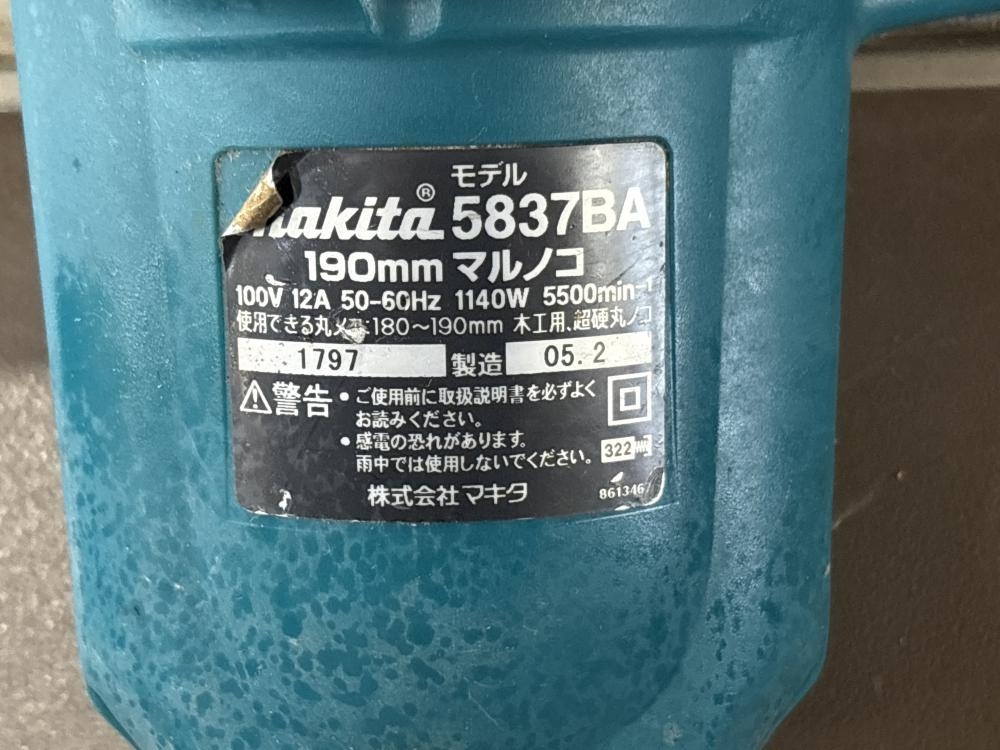 モデル
makita® 5837BA
190mm マルノコ
100V 12A 50-60Hz 1140W 5500min⁻¹
使用できる丸ノコ:180～190mm 木工用、超硬丸ノコ
1797 製造 05.2
警告 ・ご使用前に取扱説明書を必ずよく
お読みください。
・感電の恐れがあります。
雨中では使用しないでください。
322
株式会社マキタ
861346